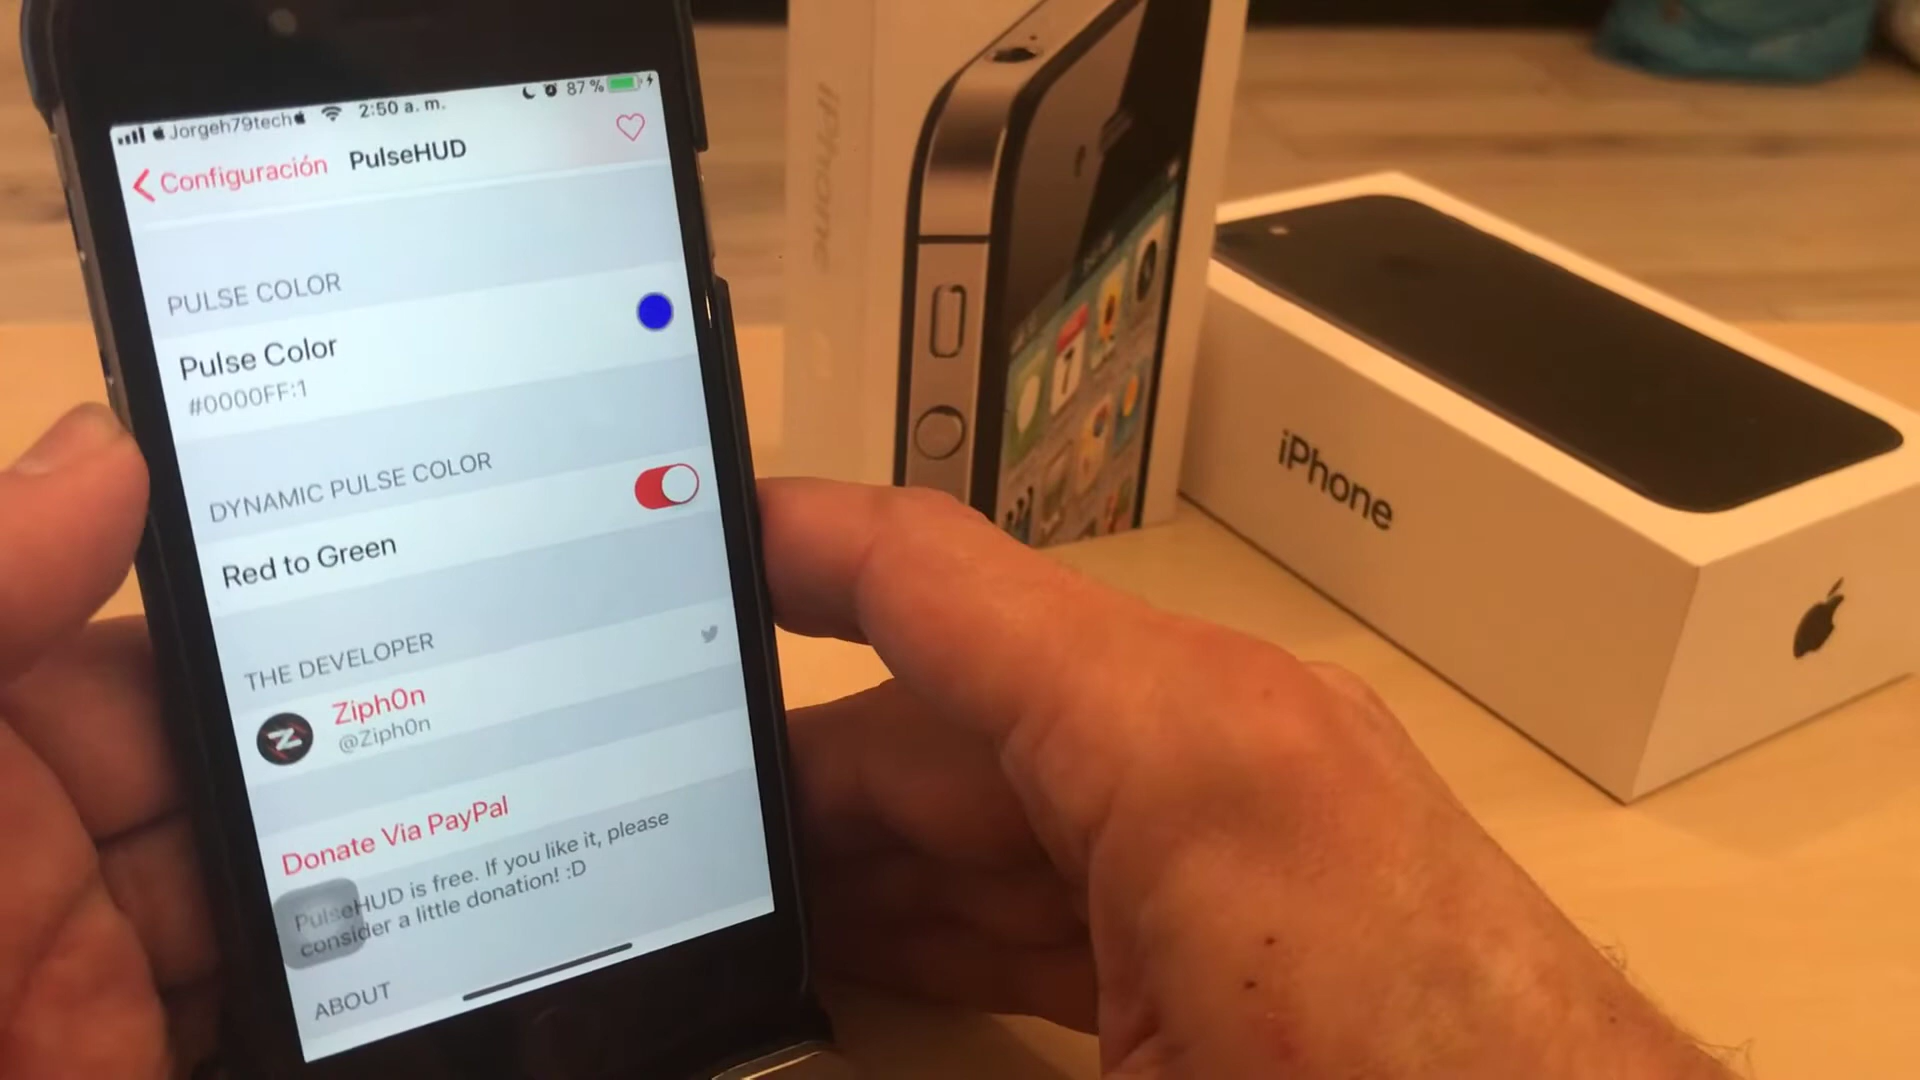 Jorgeh79tech 2:50 a. m. 87 %
Configuración PulseHUD
PULSE COLOR
Pulse Color
#0000FF:1
DYNAMIC PULSE COLOR
Red to Green
THE DEVELOPER
Ziph0n
@Ziph0n
Donate Via PayPal
PulseHUD is free. If you like it, please
consider a little donation! :D
ABOUT
iPhone
7
iPhone